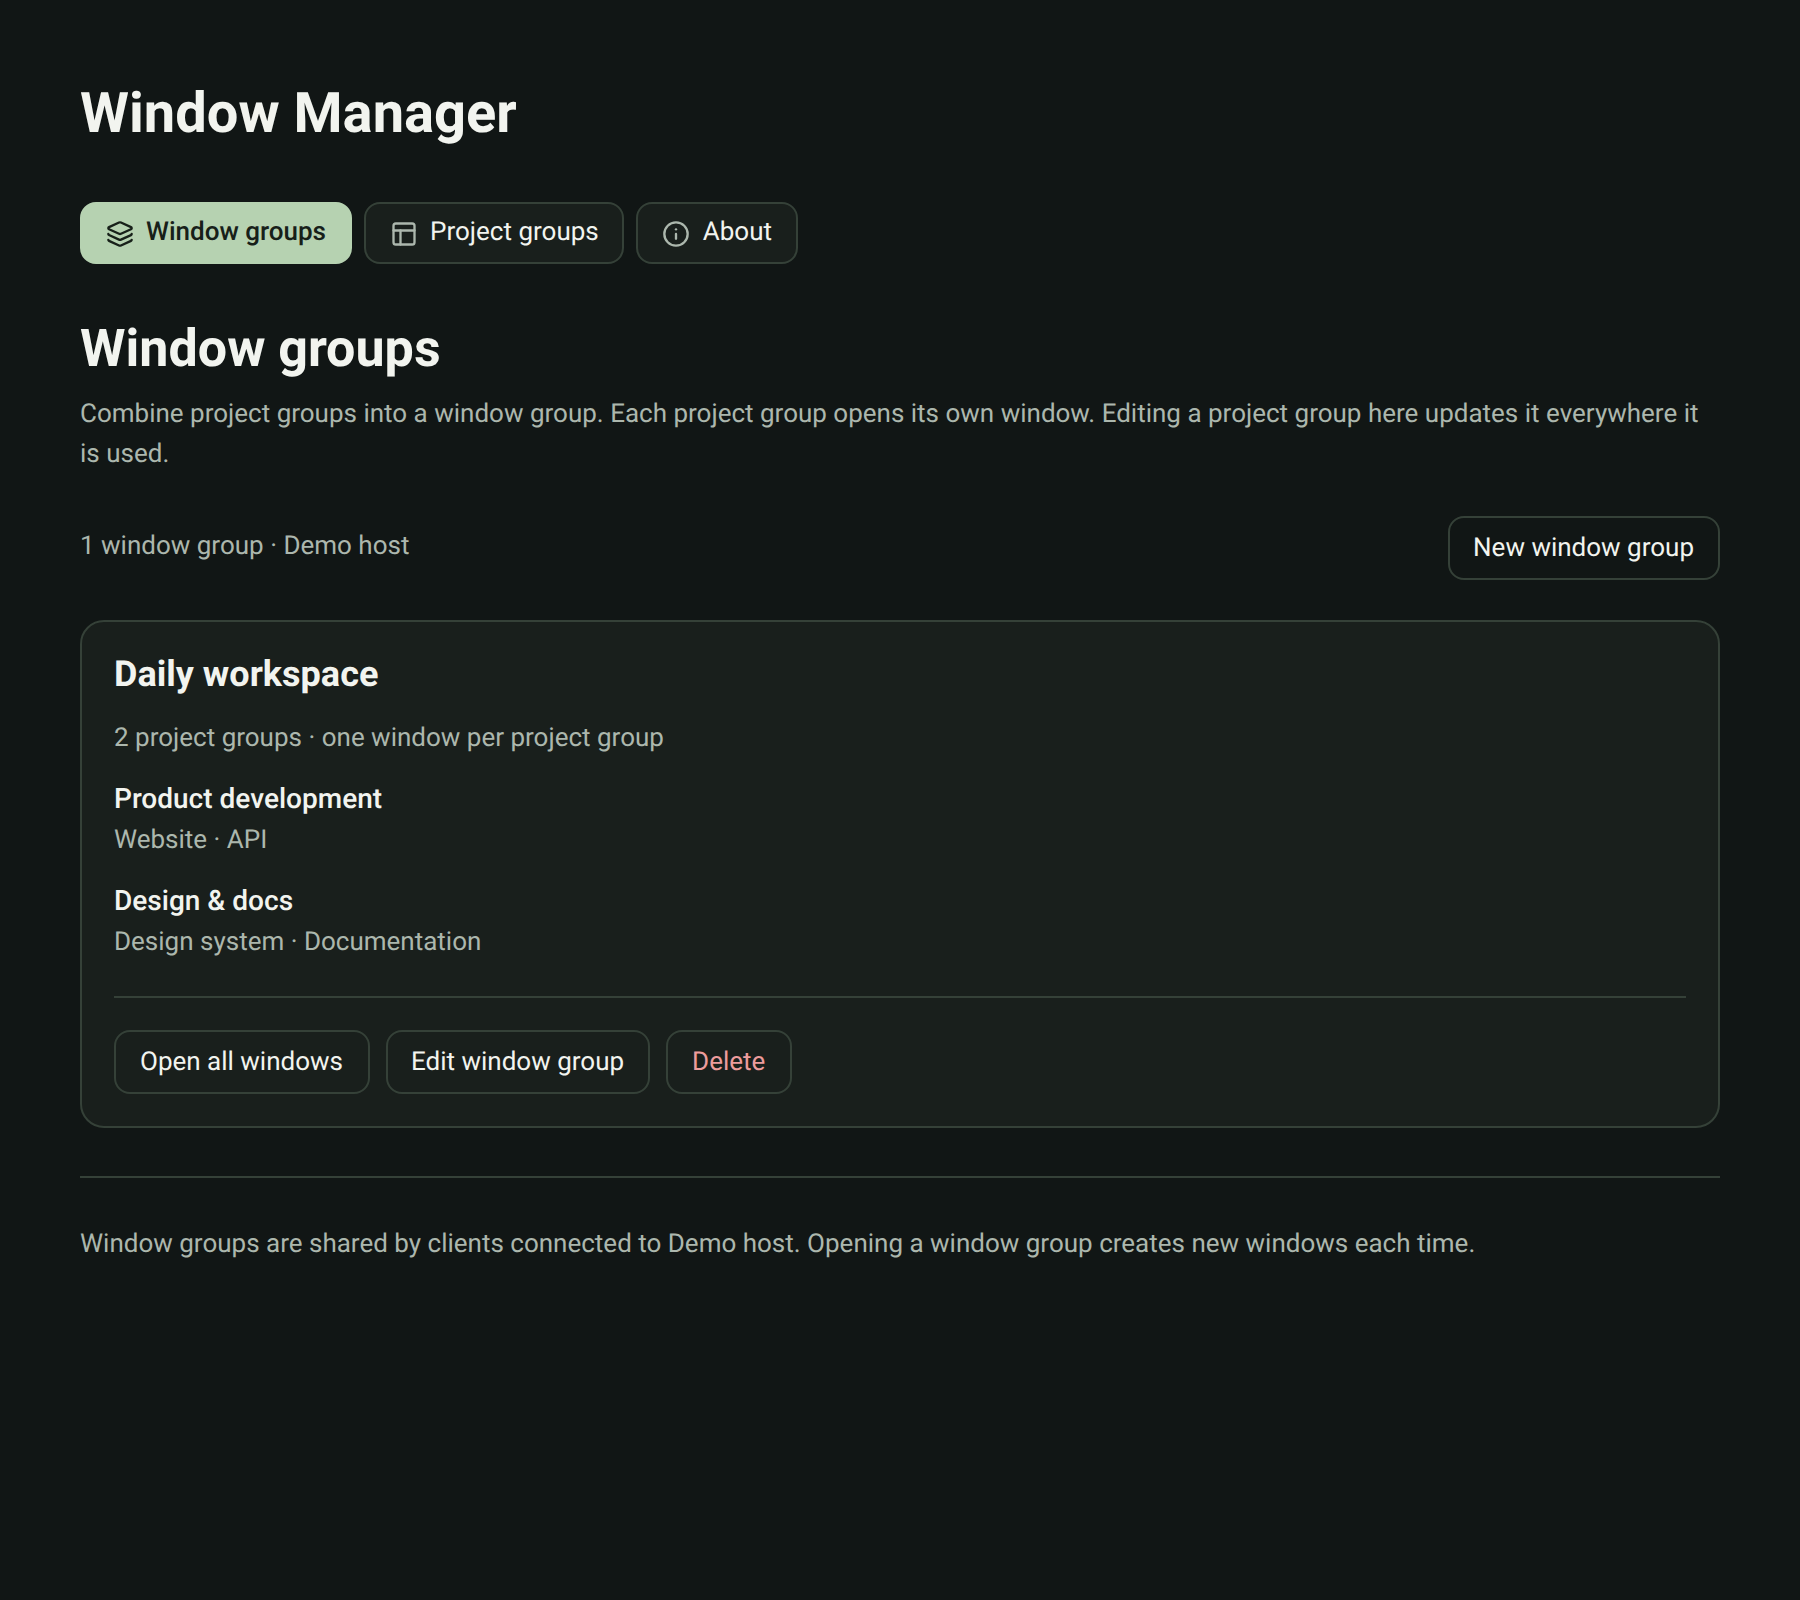 Window Manager
Window groups
Project groups
About
Window groups
Combine project groups into a window group. Each project group opens its own window. Editing a project group here updates it everywhere it
is used.
1 window group · Demo host
New window group
Daily workspace
2 project groups · one window per project group
Product development
Website · API
Design & docs
Design system · Documentation
Open all windows
Edit window group
Delete
Window groups are shared by clients connected to Demo host. Opening a window group creates new windows each time.